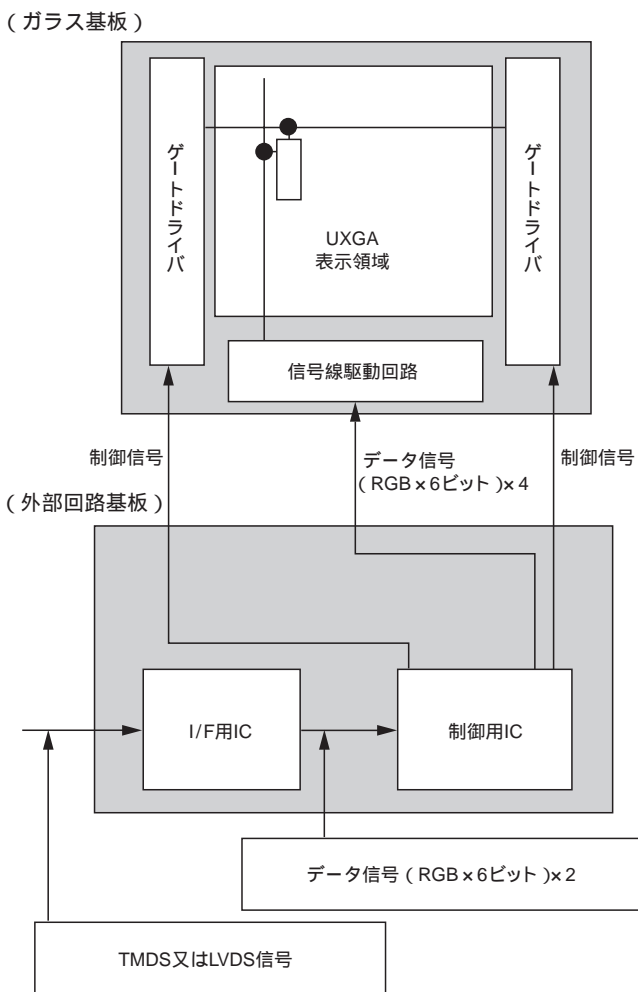 (ガラス基板)
ゲートドライバ
UXGA
表示領域
ゲートドライバ
信号線駆動回路
制御信号
データ信号
(RGB×6ビット)×4
制御信号
(外部回路基板)
I/F用IC
制御用IC
データ信号(RGB×6ビット)×2
TMDS又はLVDS信号